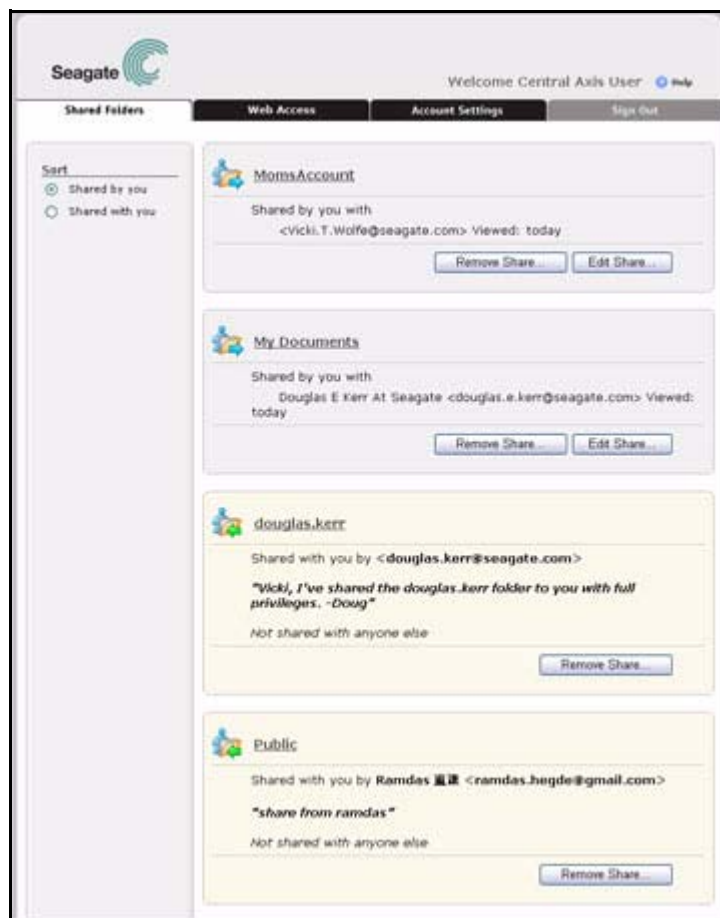 Seagate
Welcome Central Axis User Help
Shared Folders Web Access Account Settings Sign Out
Sort
Shared by you
Shared with you
MomsAccount
Shared by you with
<Vicki.T.Wolfe@seagate.com> Viewed: today
Remove Share... Edit Share...
My Documents
Shared by you with
Douglas E Kerr At Seagate <douglas.e.kerr@seagate.com> Viewed:
today
Remove Share... Edit Share...
douglas.kerr
Shared with you by <douglas.kerr@seagate.com>
"Vicki, I've shared the douglas.kerr folder to you with full
privileges. -Doug"
Not shared with anyone else
Remove Share...
Public
Shared with you by Ramdas <ramdas.hegde@gmail.com>
"share from ramdas"
Not shared with anyone else
Remove Share...